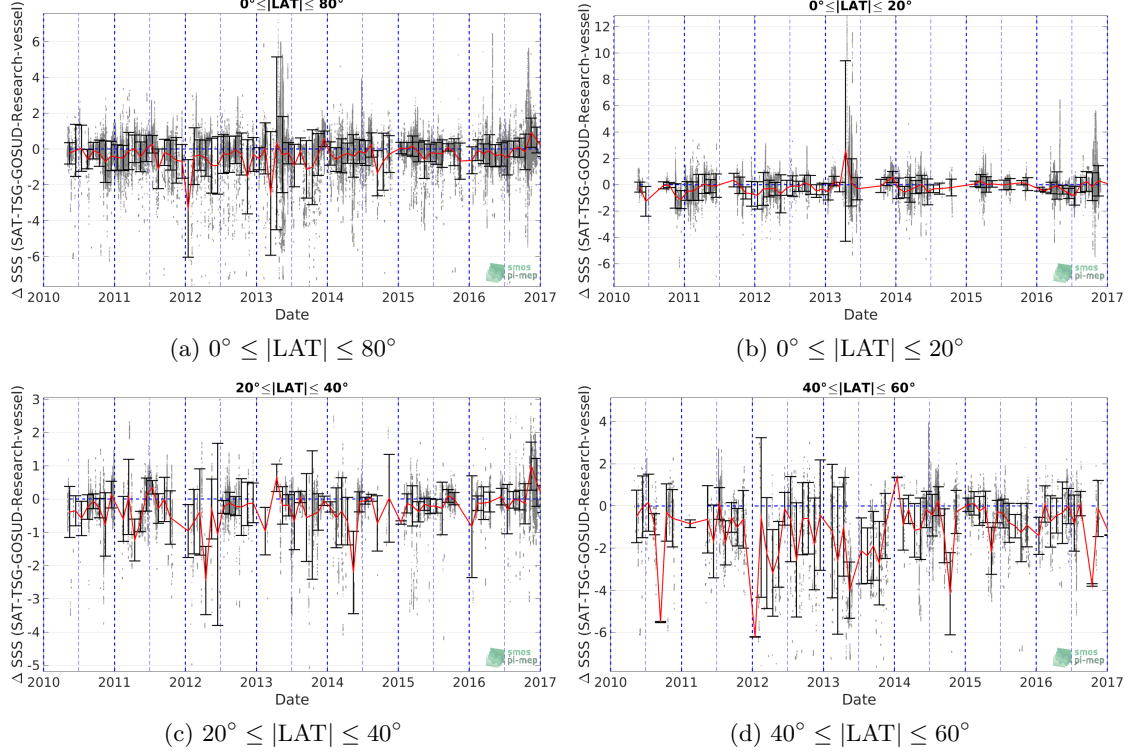 0°≤|LAT|≤ 80°
Δ SSS (SAT-TSG-GOSUD-Research-vessel)
6
4
2
0
-2
-4
-6
smos
pi-mep
2010 2011 2012 2013 2014 2015 2016 2017
Date
(a) 0° ≤ |LAT| ≤ 80°
0°≤|LAT|≤ 20°
Δ SSS (SAT-TSG-GOSUD-Research-vessel)
12
10
8
6
4
2
0
-2
-4
-6
smos
pi-mep
2010 2011 2012 2013 2014 2015 2016 2017
Date
(b) 0° ≤ |LAT| ≤ 20°
20°≤|LAT|≤ 40°
Δ SSS (SAT-TSG-GOSUD-Research-vessel)
3
2
1
0
-1
-2
-3
-4
-5
smos
pi-mep
2010 2011 2012 2013 2014 2015 2016 2017
Date
(c) 20° ≤ |LAT| ≤ 40°
40°≤|LAT|≤ 60°
Δ SSS (SAT-TSG-GOSUD-Research-vessel)
4
2
0
-2
-4
-6
smos
pi-mep
2010 2011 2012 2013 2014 2015 2016 2017
Date
(d) 40° ≤ |LAT| ≤ 60°